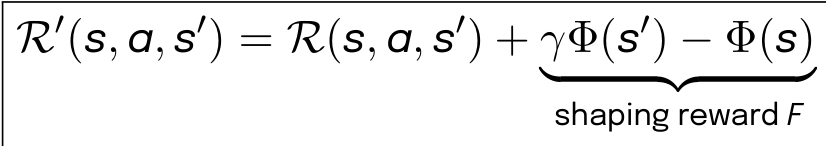 ℛ′(s, a, s′) = ℛ(s, a, s′) + γΦ(s′) − Φ(s)
shaping reward F